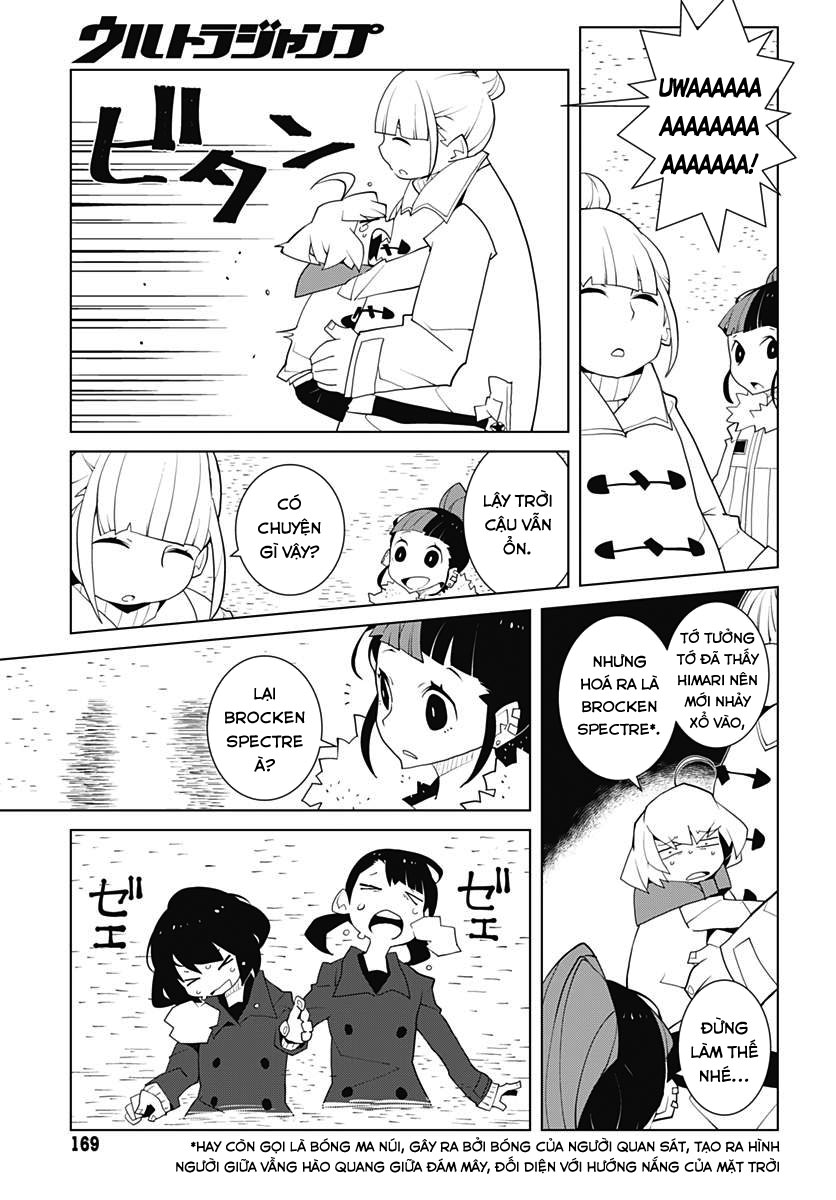 ウルトラジャンプ
UWAAAAAA
AAAAAAAA
AAAAAAA!
ビタン
LẬY TRỜI
CẬU VẪN
ỔN.
CÓ
CHUYỆN
GÌ VẬY?
TỚ TƯỞNG
TỚ ĐÃ THẤY
HIMARI NÊN
MỚI NHẢY
XỔ VÀO,
NHƯNG
HOÁ RA LÀ
BROCKEN
SPECTRE*.
ĐỪNG
LÀM THẾ
NHÉ...
LẠI
BROCKEN
SPECTRE
À?
ゼェ
ゼェ
169
*HAY CÒN GỌI LÀ BÓNG MA NÚI, GÂY RA BỞI BÓNG CỦA NGƯỜI QUAN SÁT, TẠO RA HÌNH
NGƯỜI GIỮA VẦNG HÀO QUANG GIỮA ĐÁM MÂY, ĐỐI DIỆN VỚI HƯỚNG NẮNG CỦA MẶT TRỜI